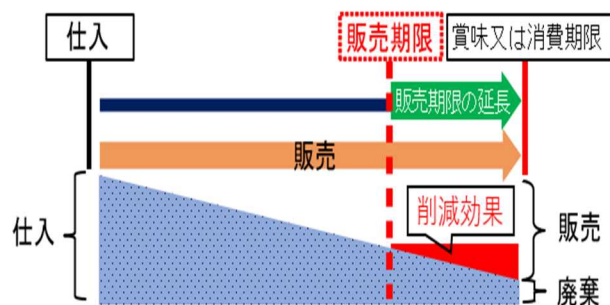 仕入
販売期限
賞味又は消費期限
販売期限の延長
販売
削減効果
仕入
販売
廃棄